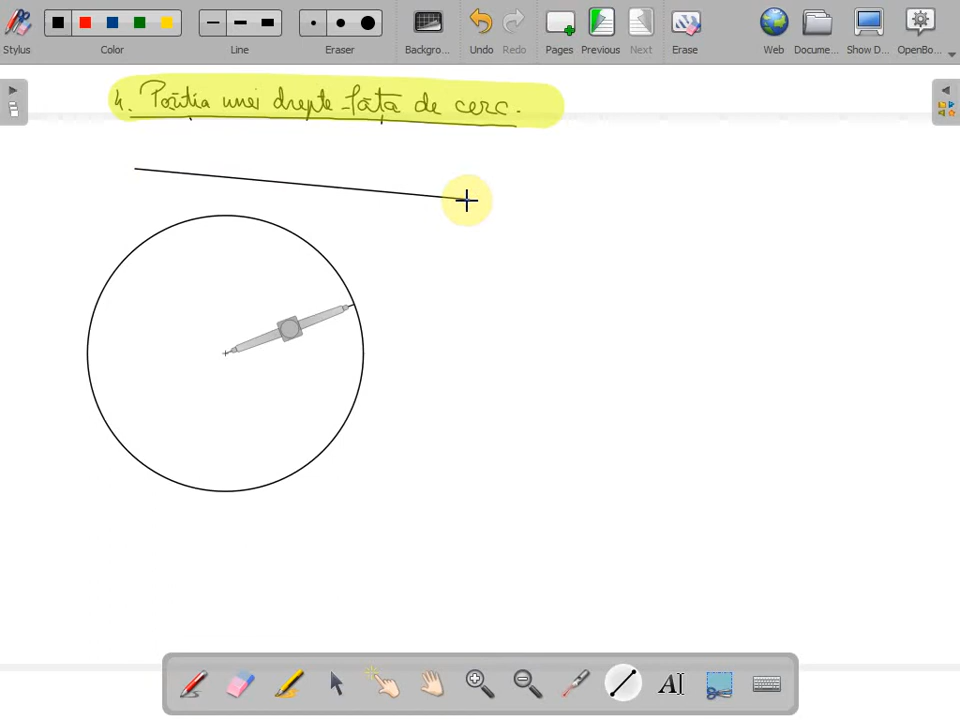 Stylus
Color
Line
Eraser
Backgro...
Undo
Redo
Pages
Previous
Next
Erase
Web
Docume...
Show D...
OpenBo...
4. Poziția unei drepte față de cerc.
A